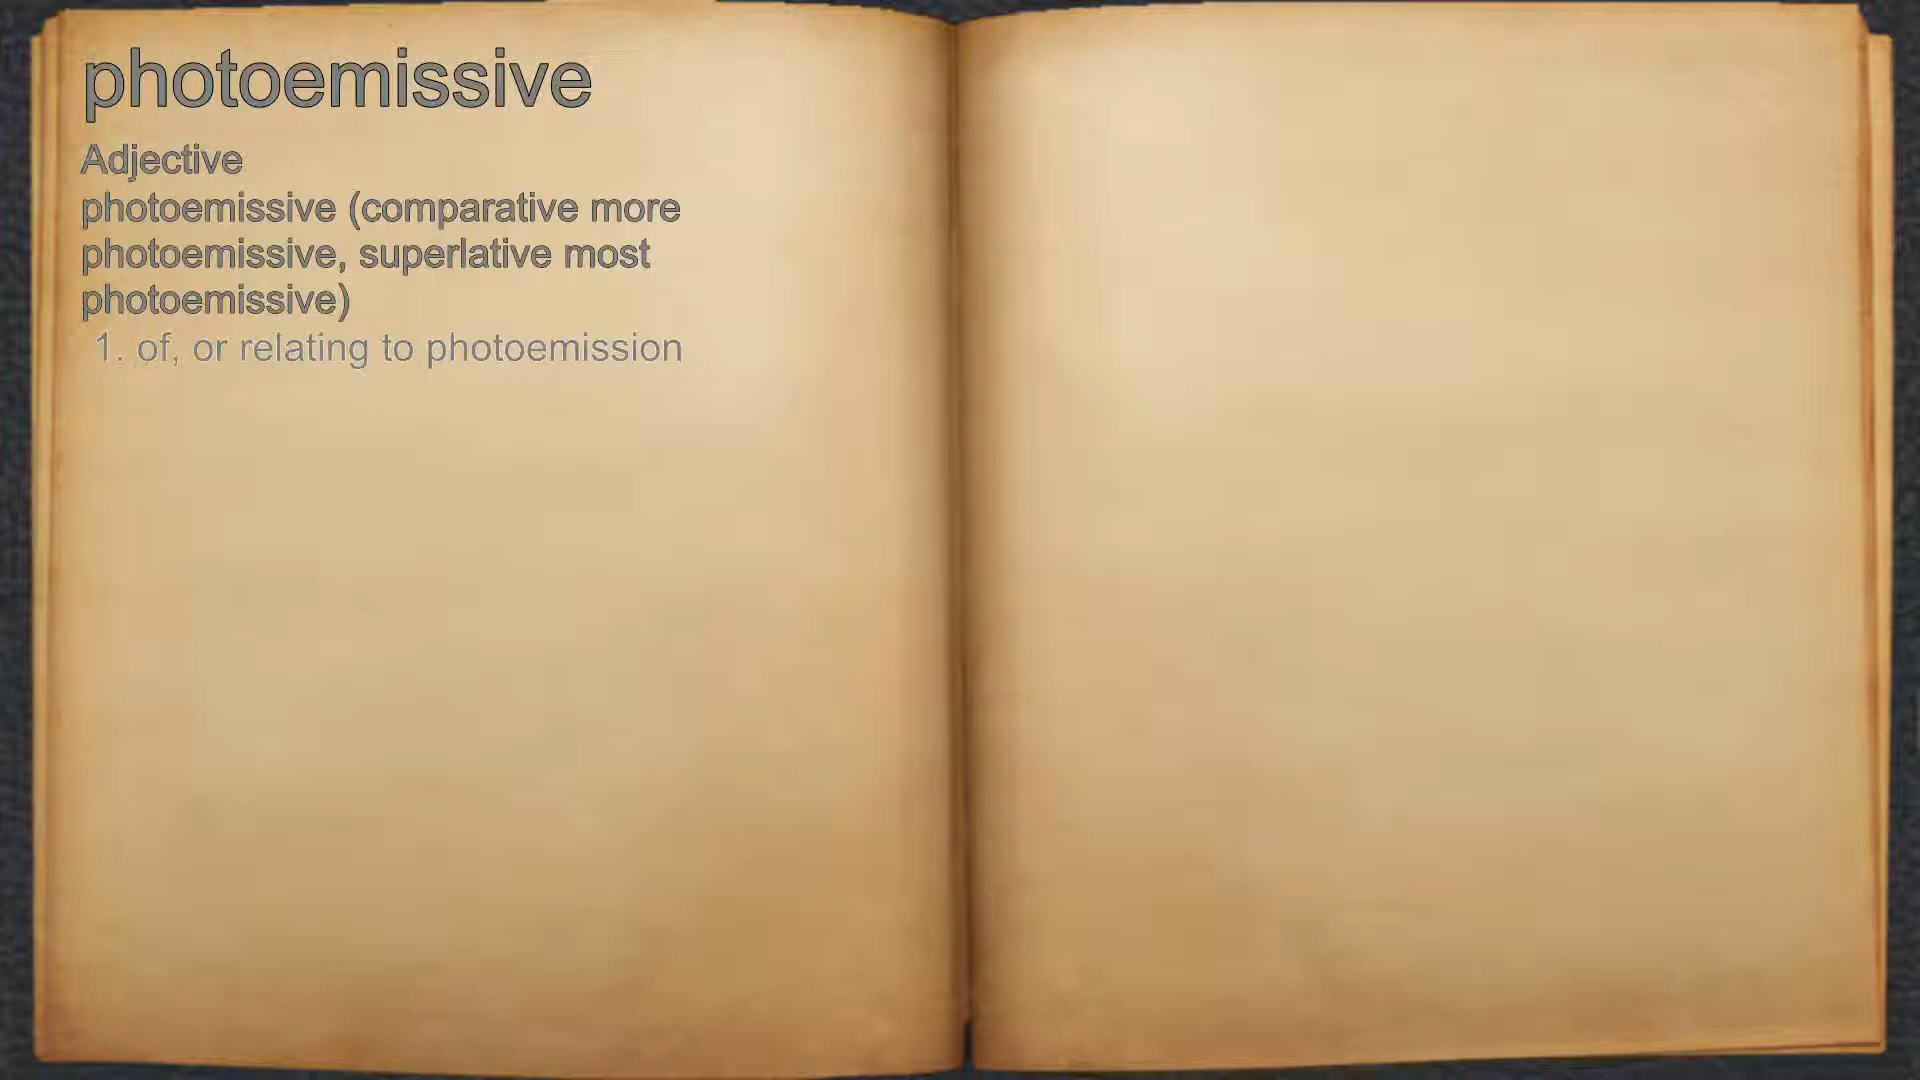 photoemissive
Adjective
photoemissive (comparative more
photoemissive, superlative most
photoemissive)
1. of, or relating to photoemission